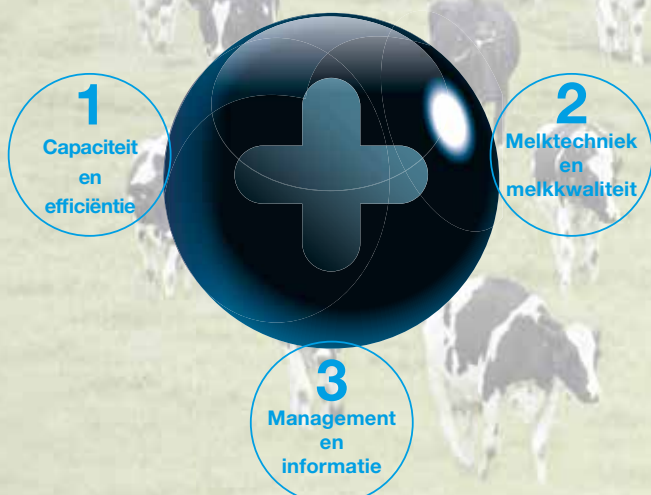 1
Capaciteit
en
efficiëntie
2
Melktechniek
en
melkkwaliteit
3
Management
en
informatie